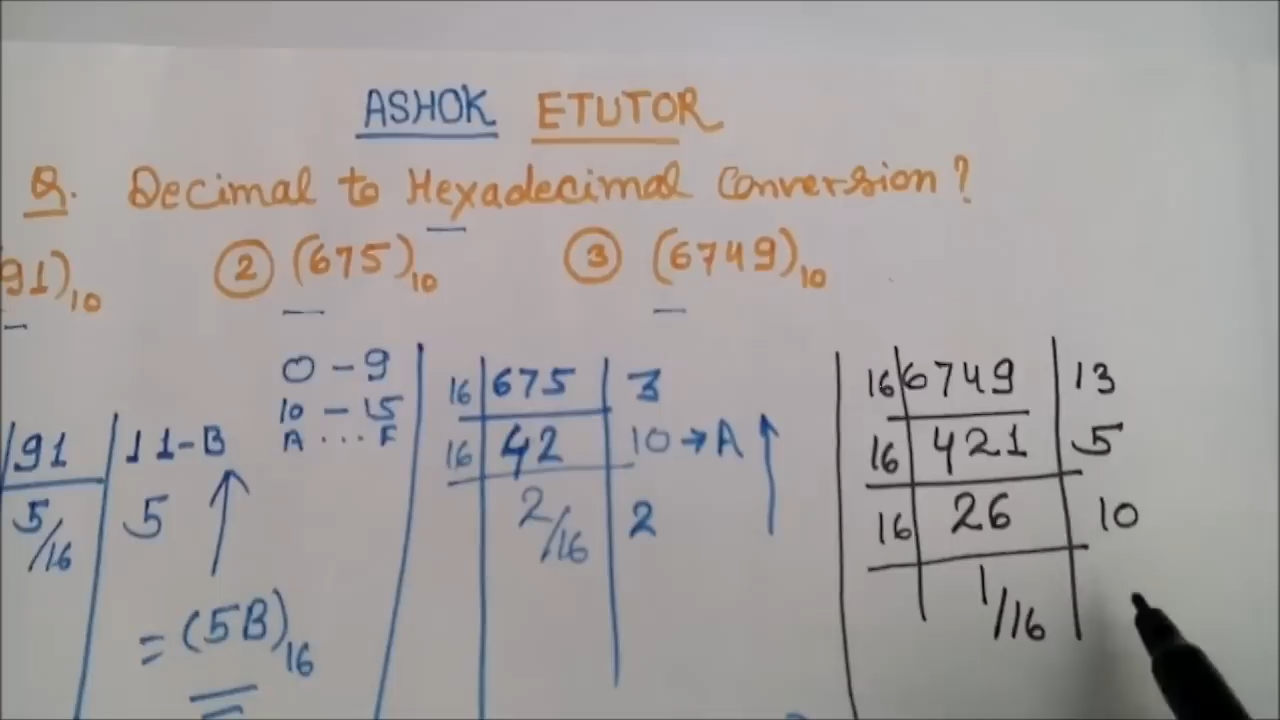 ASHOK ETUTOR
Q. Decimal to Hexadecimal Conversion?
91)10 ② (675)10 ③ (6749)10
0 - 9
10 - 15
A ... F
91 11-B
5/16 5
= (5B)16
16 675 3
16 42 10→A
2/16 2
16 6749 13
16 421 5
16 26 10
1/16